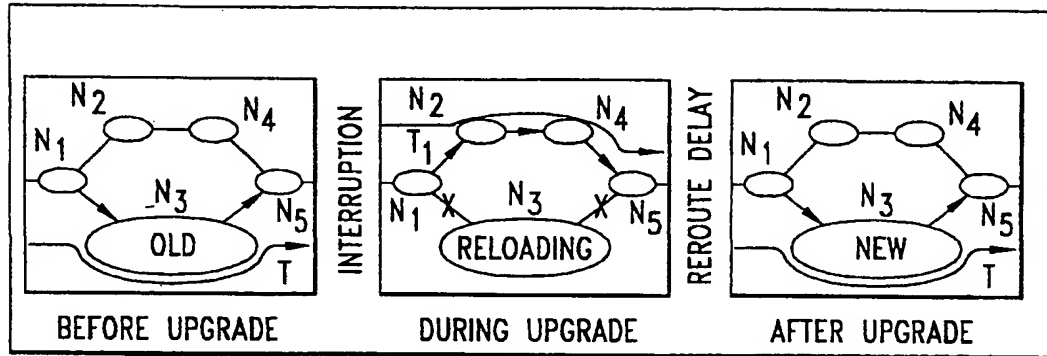 N2
N4
N1
N3
N5
OLD
T
BEFORE UPGRADE
INTERRUPTION
N2
N4
T1
N1
N3
N5
RELOADING
DURING UPGRADE
REROUTE DELAY
N2
N4
N1
N3
N5
NEW
T
AFTER UPGRADE